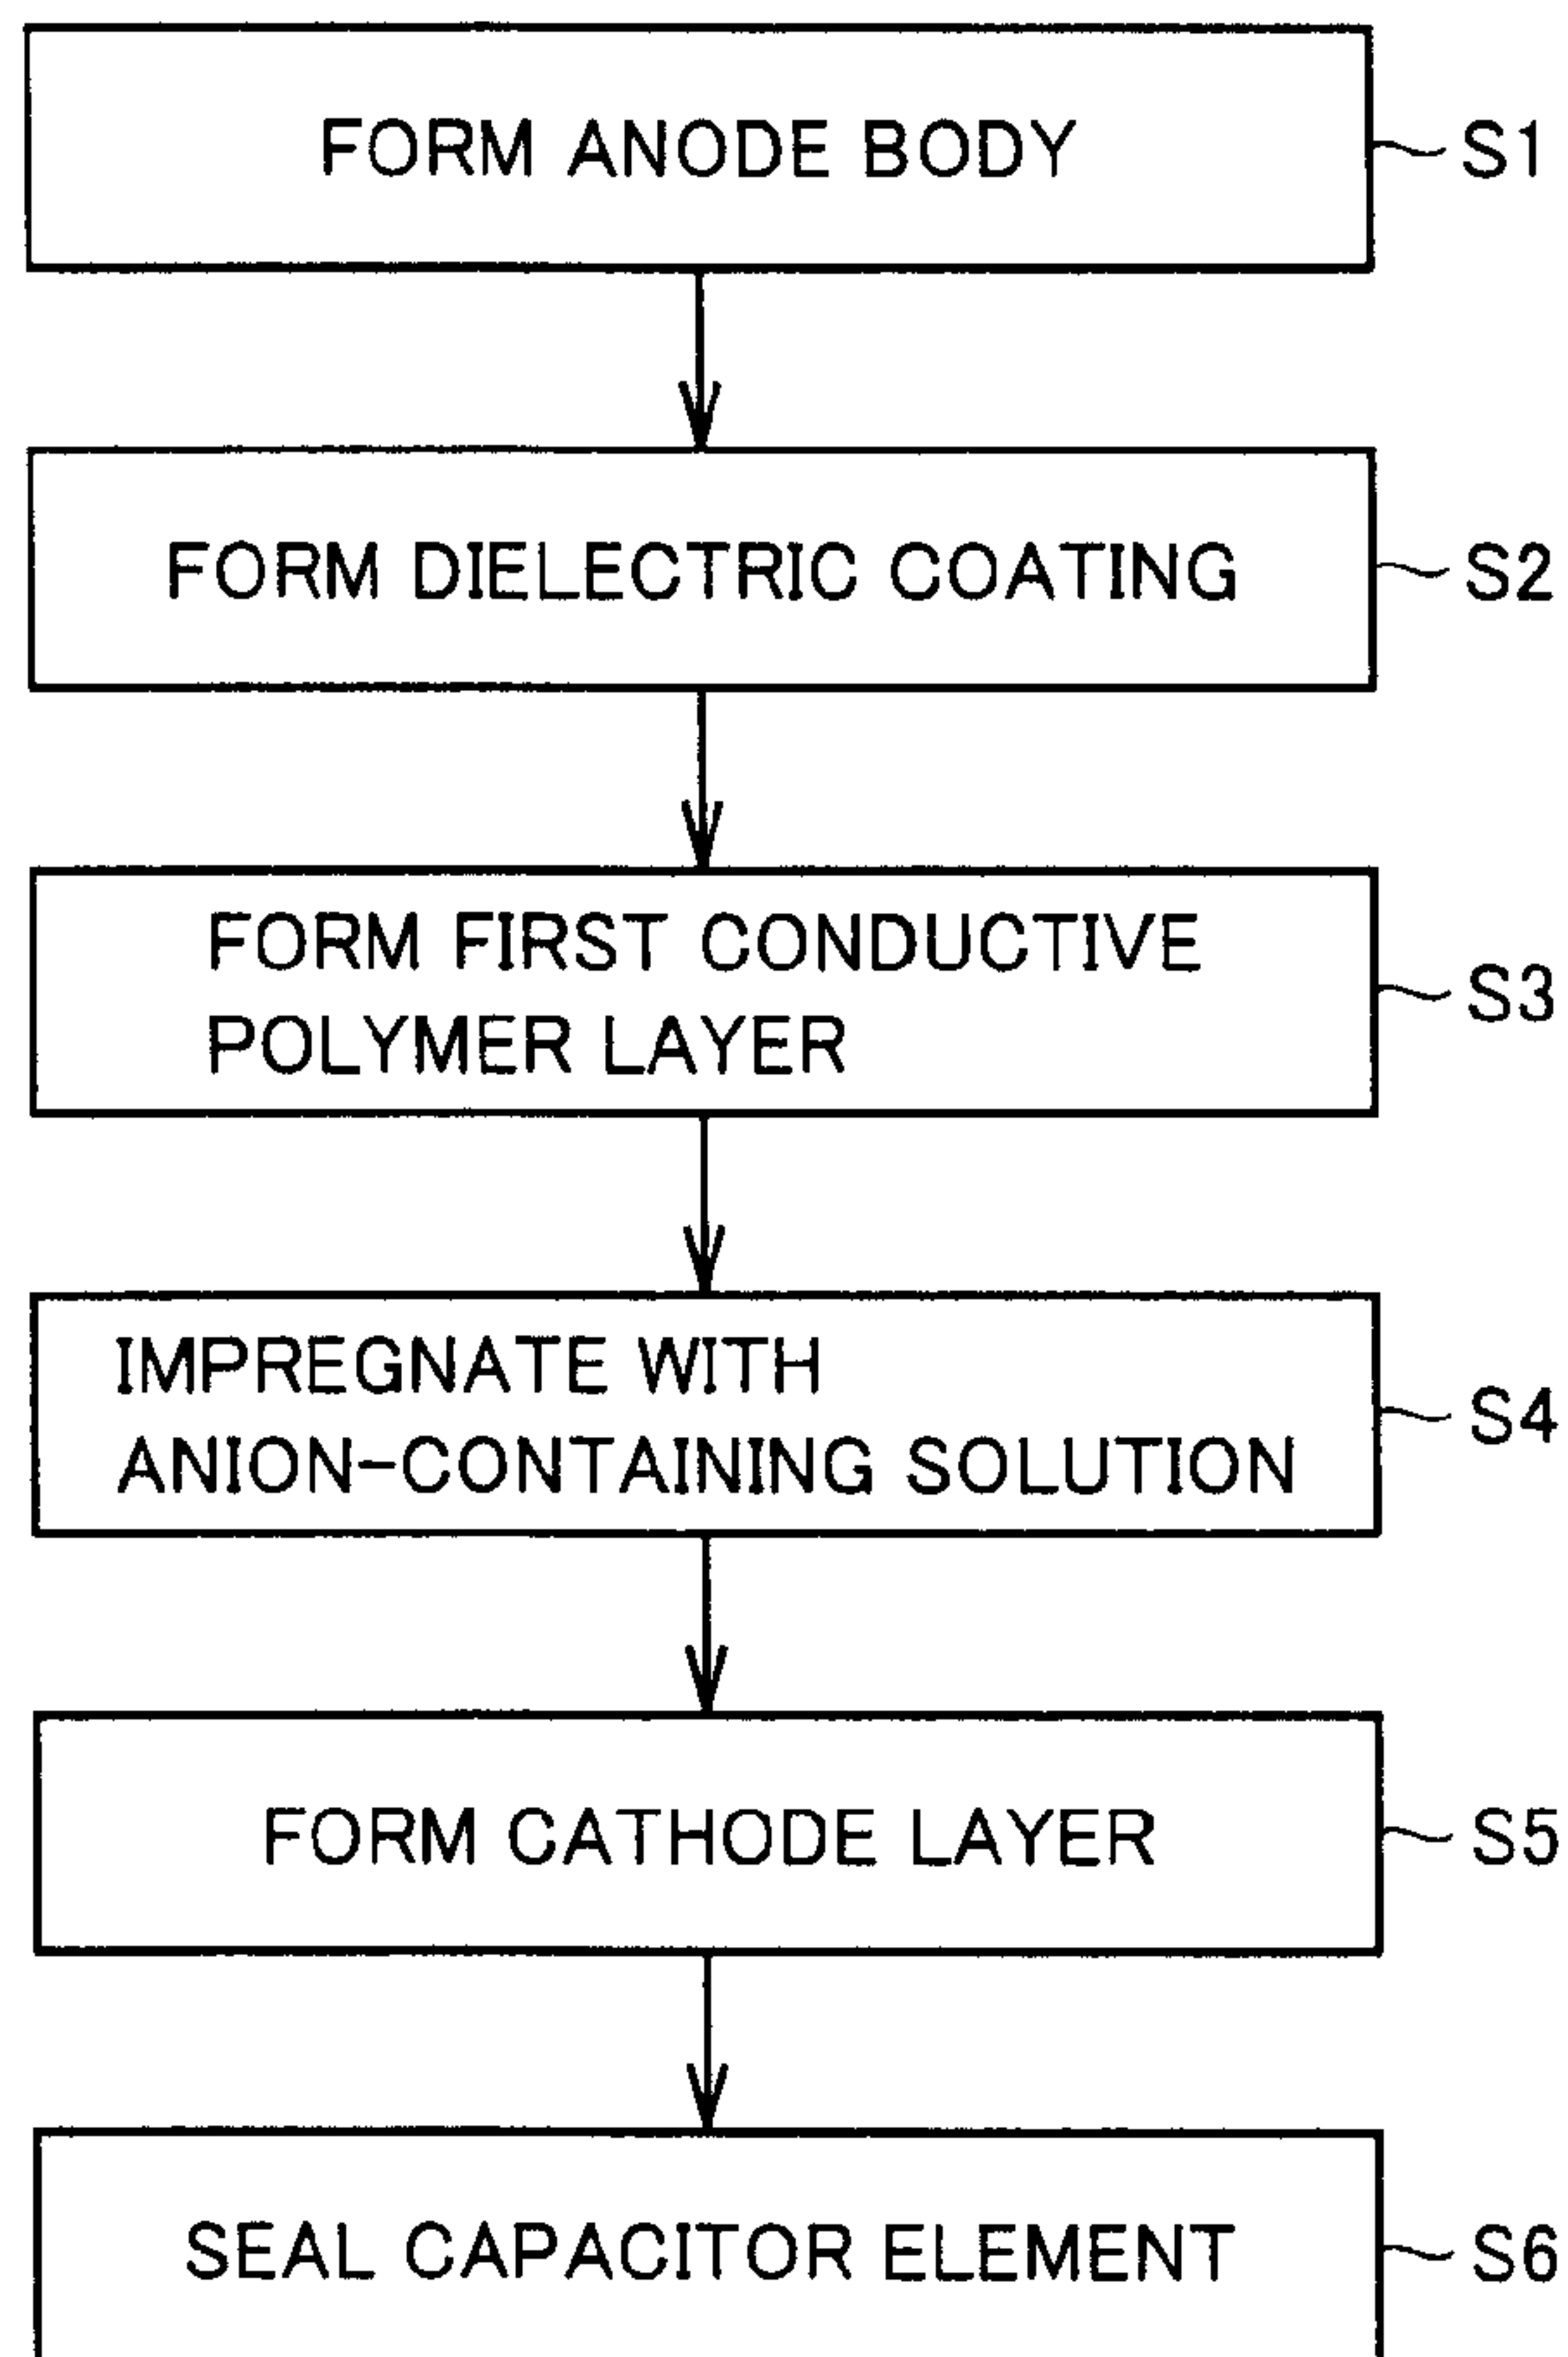 FORM ANODE BODY
S1
FORM DIELECTRIC COATING
S2
FORM FIRST CONDUCTIVE
POLYMER LAYER
S3
IMPREGNATE WITH
ANION-CONTAINING SOLUTION
S4
FORM CATHODE LAYER
S5
SEAL CAPACITOR ELEMENT
S6